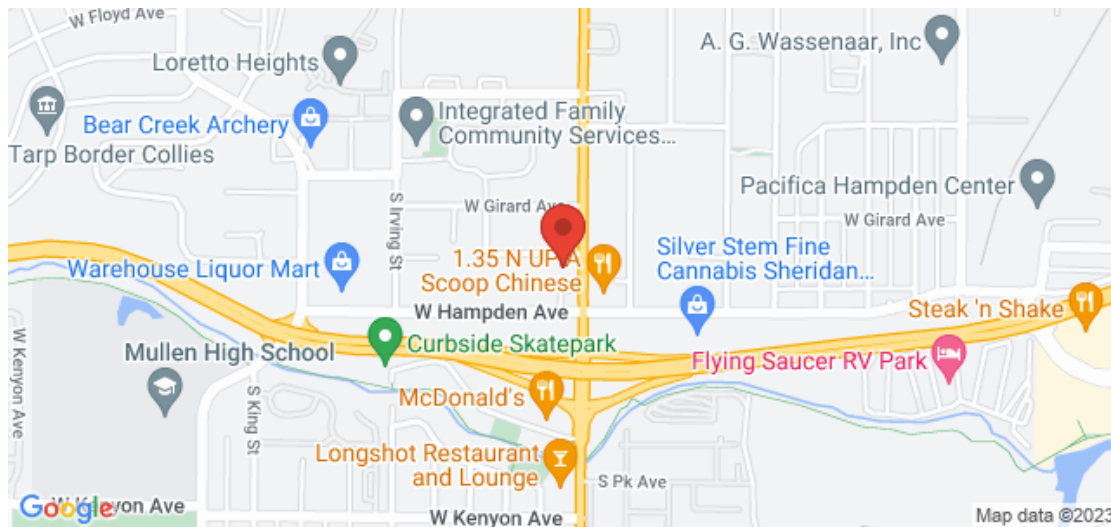 W Floyd Ave
Loretto Heights
A. G. Wassenaar, Inc
Bear Creek Archery
Integrated Family
Community Services...
Tarp Border Collies
S Irving St
W Girard Ave
Pacifica Hampden Center
W Girard Ave
Warehouse Liquor Mart
1.35 N UP A
Scoop Chinese
Silver Stem Fine
Cannabis Sheridan...
W Hampden Ave
Steak 'n Shake
W Kenyon Ave
Mullen High School
Curbside Skatepark
Flying Saucer RV Park
S King St
McDonald's
Longshot Restaurant
and Lounge
S Pk Ave
Google
W Kenyon Ave
W Kenyon Ave
Map data ©2023